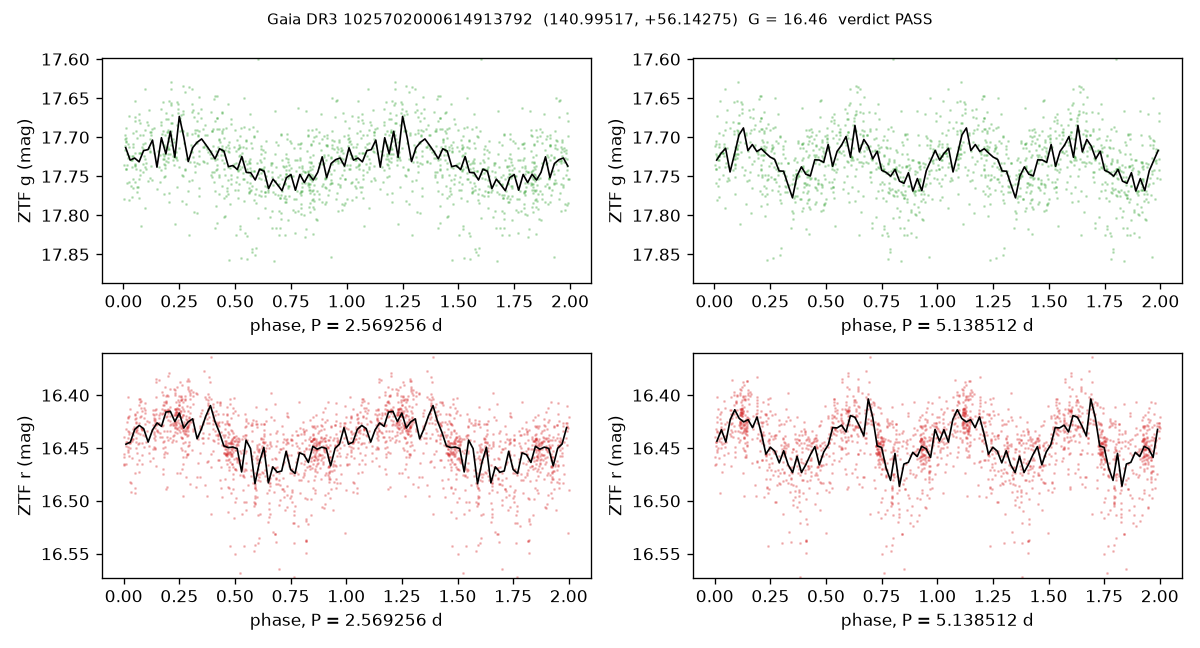 Gaia DR3 1025702000614913792 (140.99517, +56.14275) G = 16.46 verdict PASS
ZTF g (mag)
17.60
17.65
17.70
17.75
17.80
17.85
0.00 0.25 0.50 0.75 1.00 1.25 1.50 1.75 2.00
phase, P = 2.569256 d
ZTF g (mag)
17.60
17.65
17.70
17.75
17.80
17.85
0.00 0.25 0.50 0.75 1.00 1.25 1.50 1.75 2.00
phase, P = 5.138512 d
ZTF r (mag)
16.40
16.45
16.50
16.55
0.00 0.25 0.50 0.75 1.00 1.25 1.50 1.75 2.00
phase, P = 2.569256 d
ZTF r (mag)
16.40
16.45
16.50
16.55
0.00 0.25 0.50 0.75 1.00 1.25 1.50 1.75 2.00
phase, P = 5.138512 d